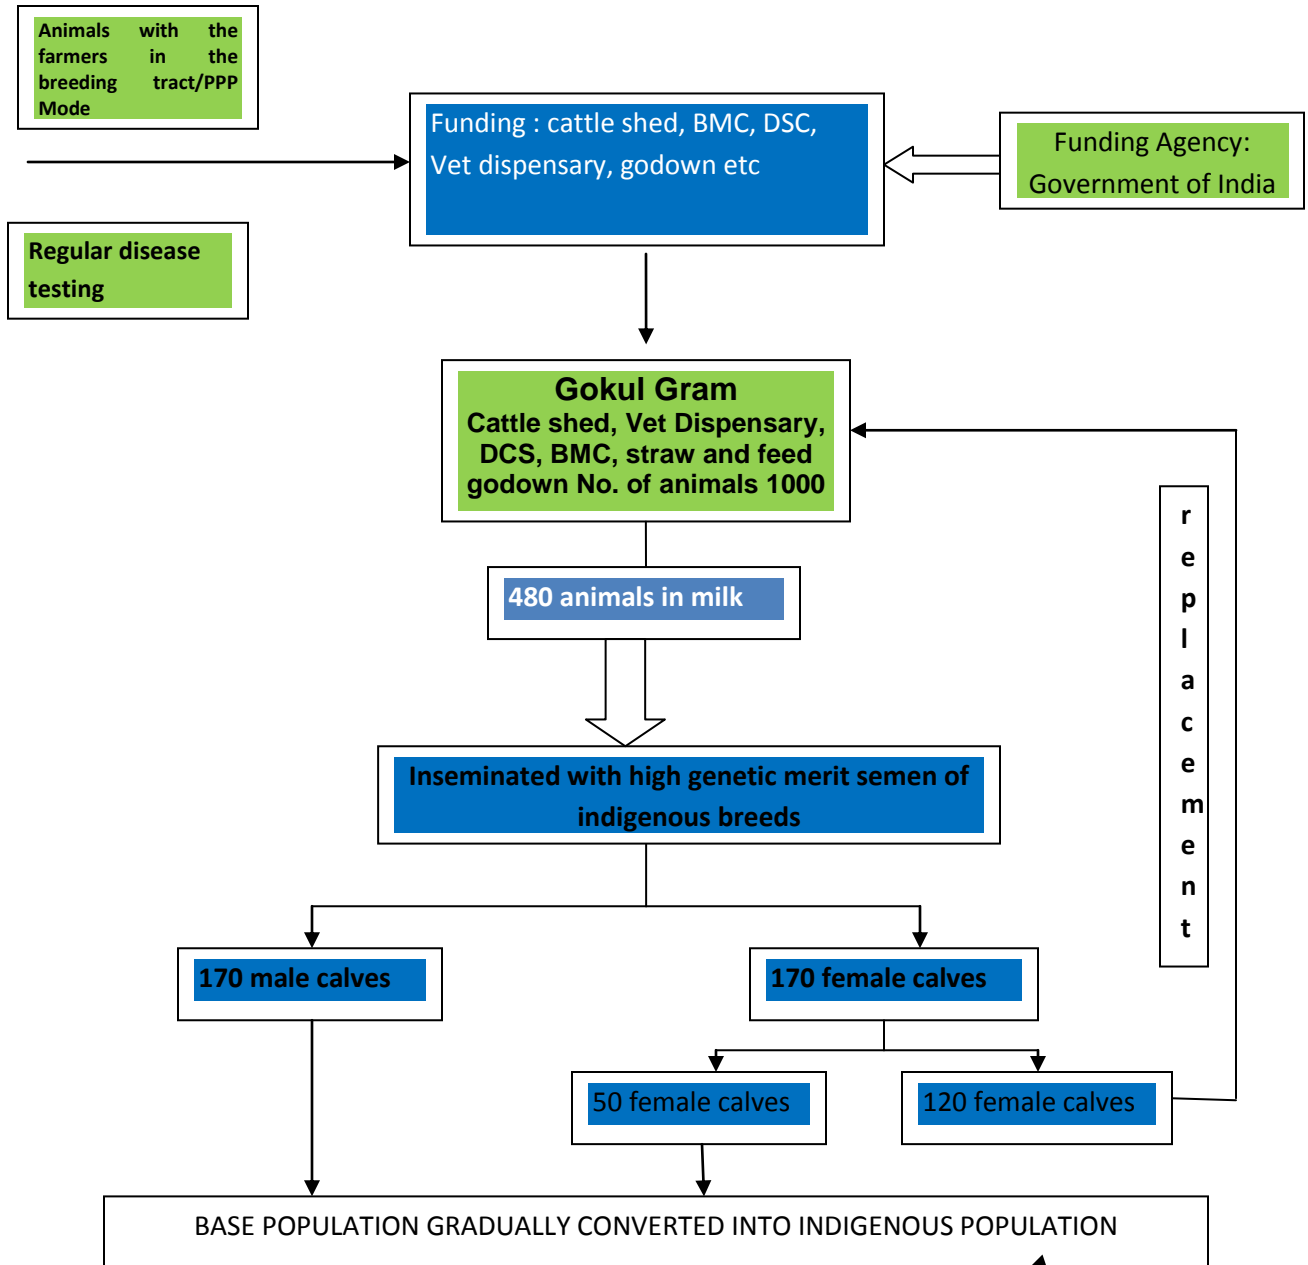 Animals with the
farmers in the
breeding tract/PPP
Mode
Funding : cattle shed, BMC, DSC,
Vet dispensary, godown etc
Funding Agency:
Government of India
Regular disease
testing
Gokul Gram
Cattle shed, Vet Dispensary,
DCS, BMC, straw and feed
godown No. of animals 1000
replacement
480 animals in milk
Inseminated with high genetic merit semen of
indigenous breeds
170 male calves
170 female calves
50 female calves
120 female calves
BASE POPULATION GRADUALLY CONVERTED INTO INDIGENOUS POPULATION